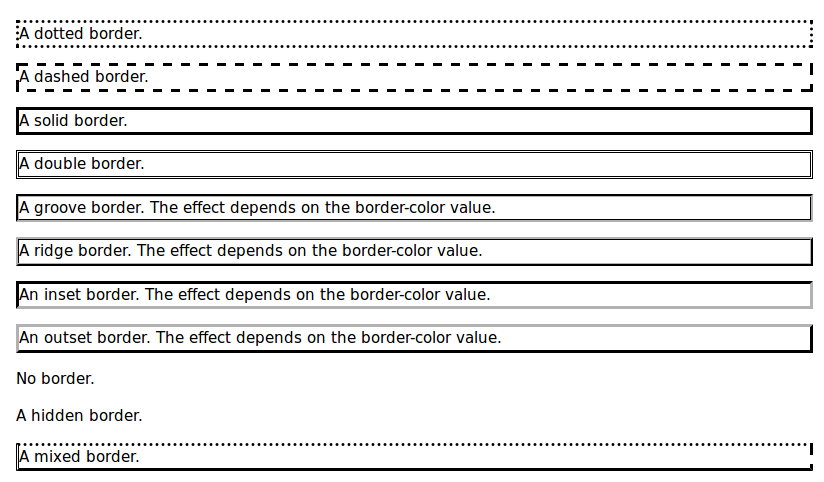 A dotted border.
A dashed border.
A solid border.
A double border.
A groove border. The effect depends on the border-color value.
A ridge border. The effect depends on the border-color value.
An inset border. The effect depends on the border-color value.
An outset border. The effect depends on the border-color value.
No border.
A hidden border.
A mixed border.